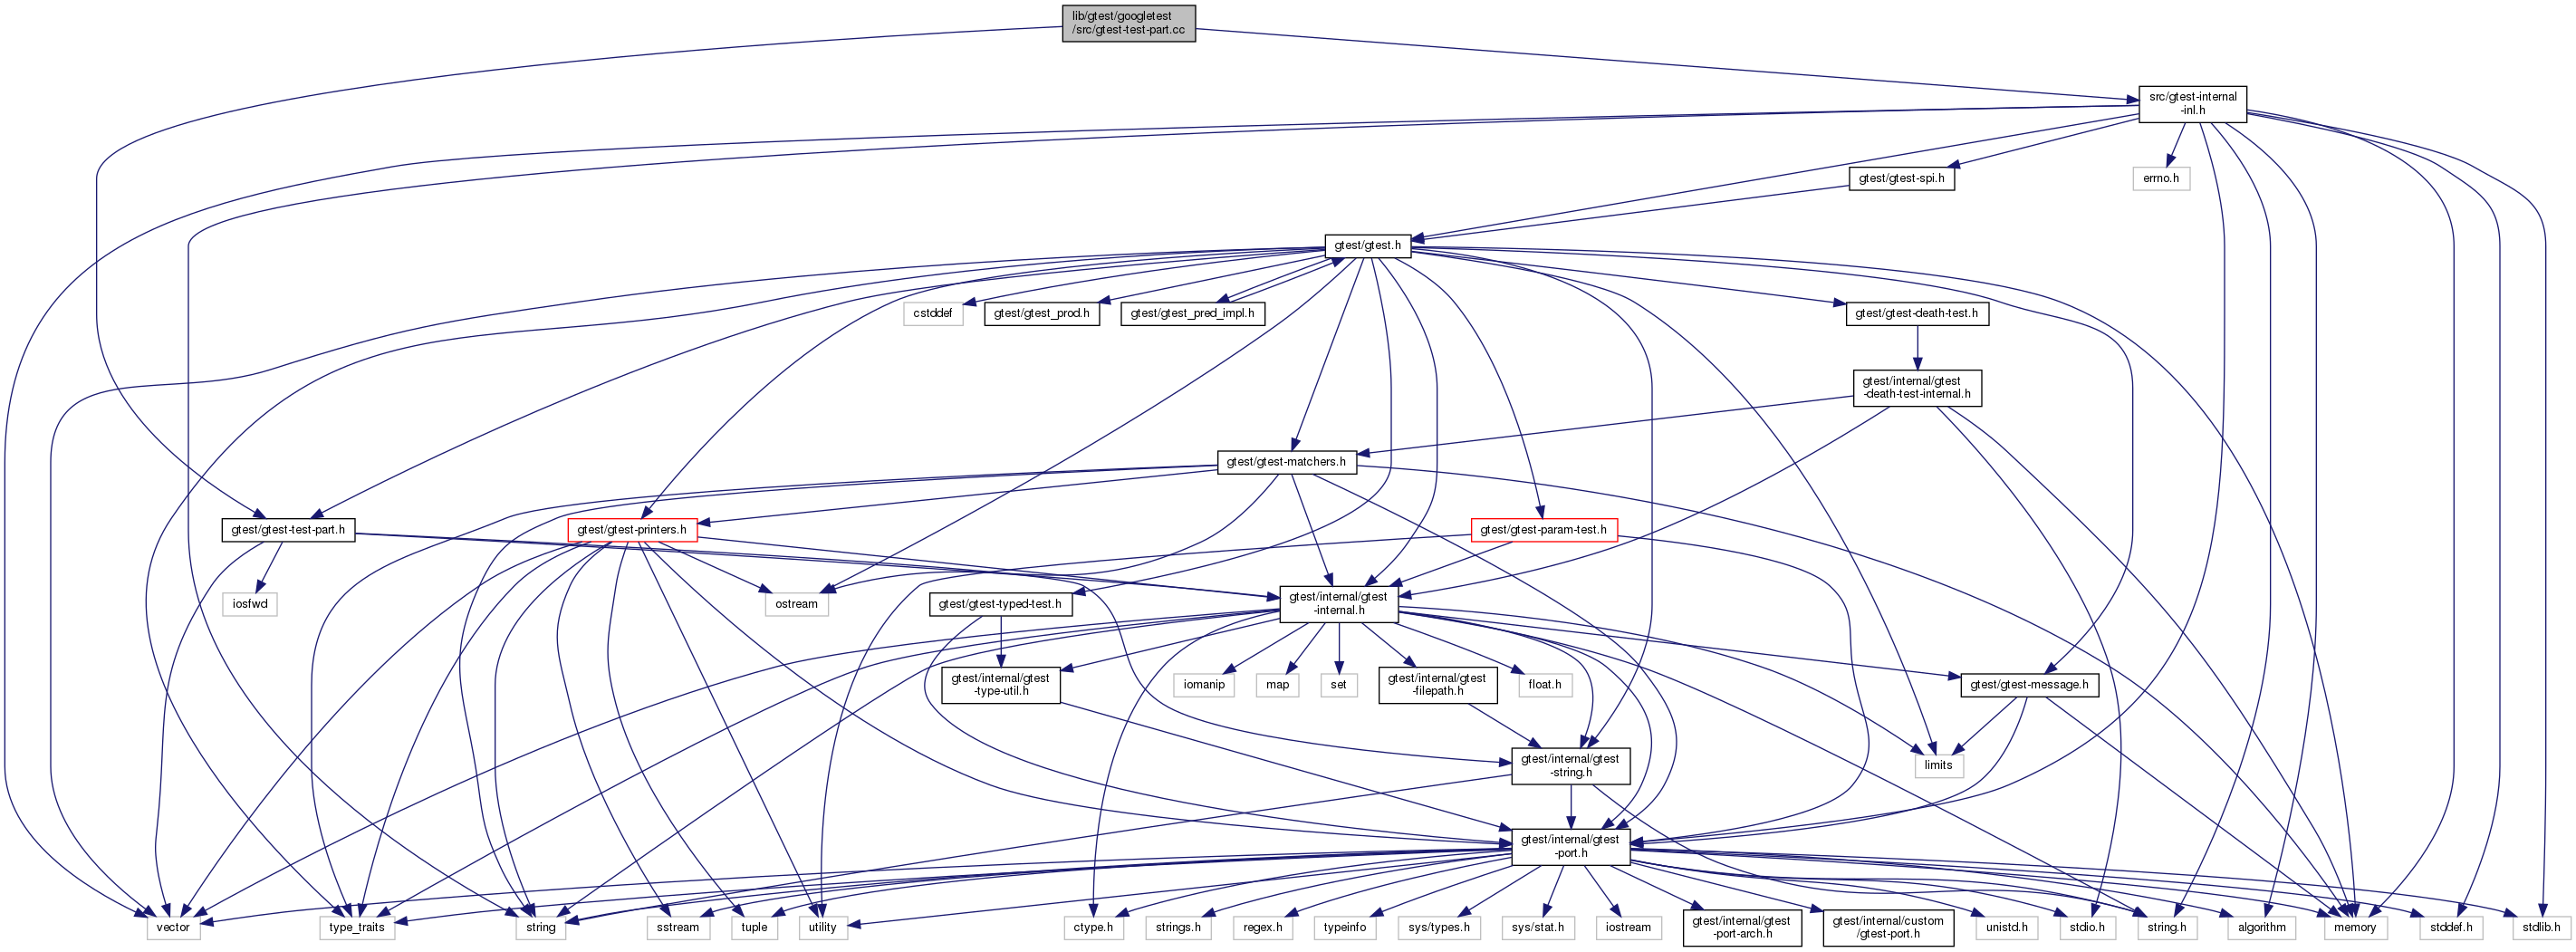 lib/gtest/googletest
/src/gtest-test-part.cc
src/gtest-internal
-inl.h
gtest/gtest-spi.h
errno.h
gtest/gtest.h
cstddef
gtest/gtest_prod.h
gtest/gtest_pred_impl.h
gtest/gtest-death-test.h
gtest/internal/gtest
-death-test-internal.h
gtest/gtest-matchers.h
gtest/gtest-test-part.h
gtest/gtest-printers.h
gtest/gtest-param-test.h
iosfwd
ostream
gtest/gtest-typed-test.h
gtest/internal/gtest
-internal.h
gtest/internal/gtest
-type-util.h
iomanip
map
set
gtest/internal/gtest
-filepath.h
float.h
gtest/gtest-message.h
gtest/internal/gtest
-string.h
limits
gtest/internal/gtest
-port.h
vector
type_traits
string
sstream
tuple
utility
ctype.h
strings.h
regex.h
typeinfo
sys/types.h
sys/stat.h
iostream
gtest/internal/gtest
-port-arch.h
gtest/internal/custom
/gtest-port.h
unistd.h
stdio.h
string.h
algorithm
memory
stddef.h
stdlib.h